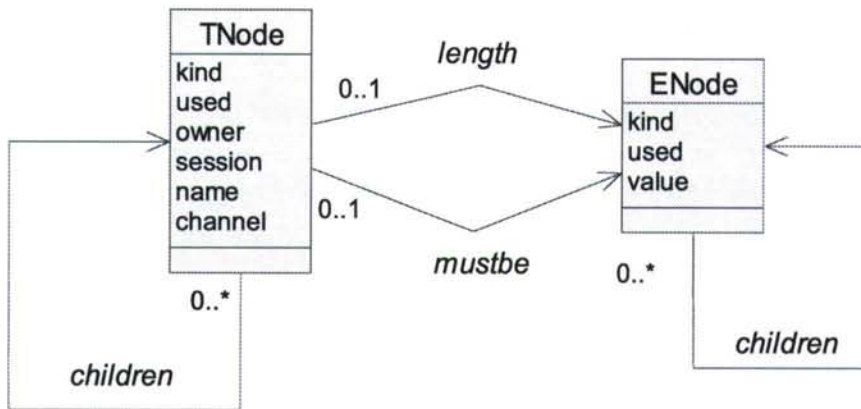 TNode
kind
used
owner
session
name
channel
0..1
length
0..1
mustbe
ENode
kind
used
value
0..*
children
0..*
children